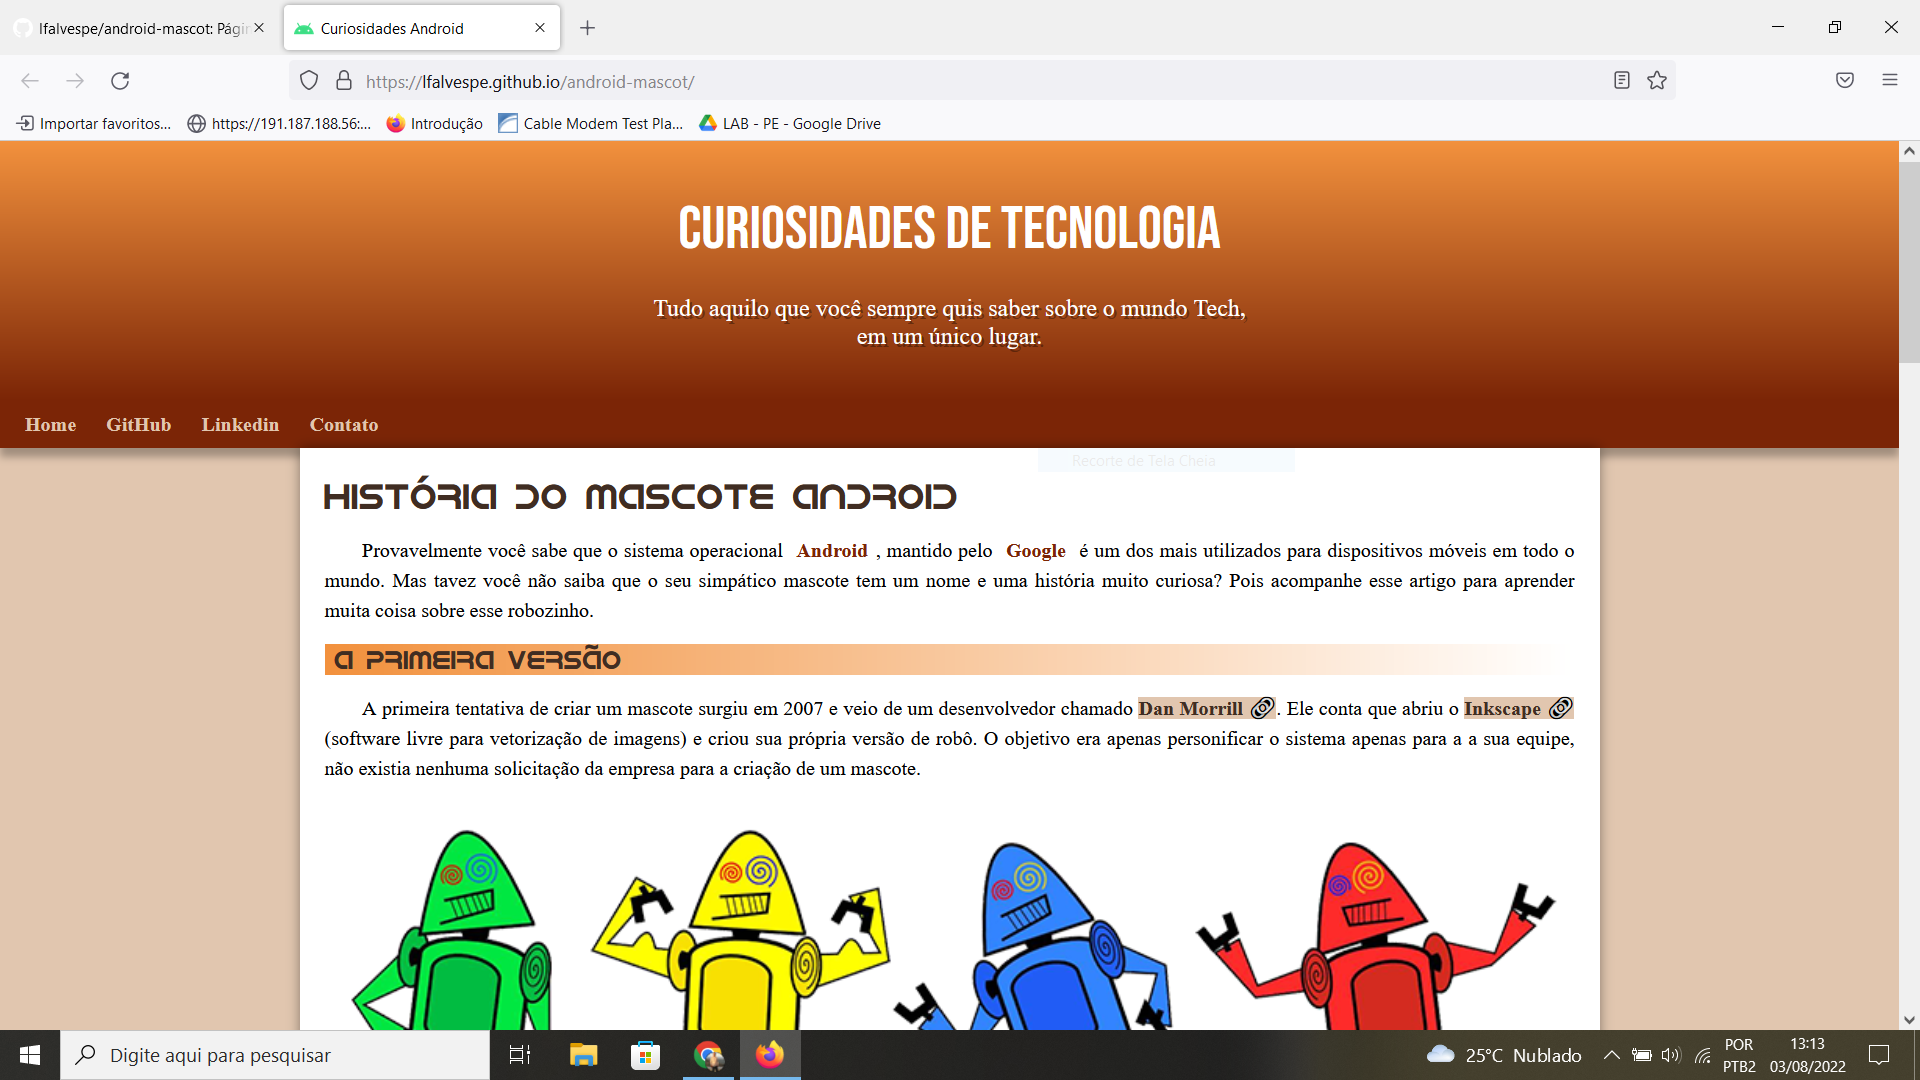 lfalvespe/android-mascot: Págin
Curiosidades Android
https://lfalvespe.github.io/android-mascot/
Importar favoritos...
https://191.187.188.56:...
Introdução
Cable Modem Test Pla...
LAB - PE - Google Drive
CURIOSIDADES DE TECNOLOGIA
Tudo aquilo que você sempre quis saber sobre o mundo Tech,
em um único lugar.
Home GitHub Linkedin Contato
Recorte de Tela Cheia
HISTÓRIA DO MASCOTE ANDROID
Provavelmente você sabe que o sistema operacional Android , mantido pelo Google é um dos mais utilizados para dispositivos móveis em todo o
mundo. Mas tavez você não saiba que o seu simpático mascote tem um nome e uma história muito curiosa? Pois acompanhe esse artigo para aprender
muita coisa sobre esse robozinho.
A PRIMEIRA VERSÃO
A primeira tentativa de criar um mascote surgiu em 2007 e veio de um desenvolvedor chamado Dan Morrill. Ele conta que abriu o Inkscape
(software livre para vetorização de imagens) e criou sua própria versão de robô. O objetivo era apenas personificar o sistema apenas para a a sua equipe,
não existia nenhuma solicitação da empresa para a criação de um mascote.
Digite aqui para pesquisar
25°C Nublado
POR
PTB2
13:13
03/08/2022